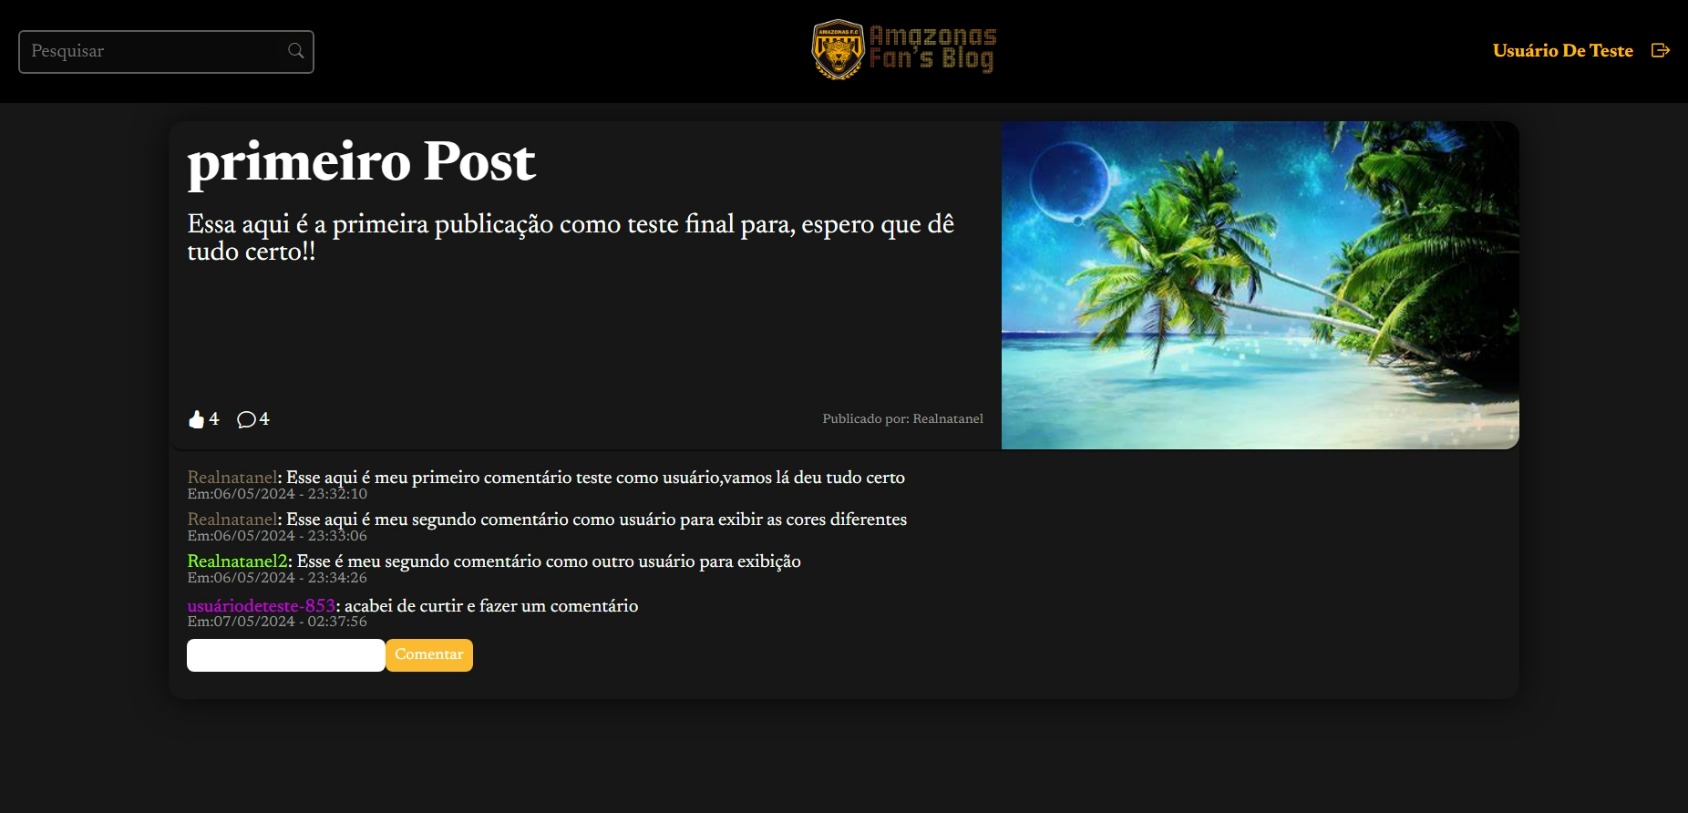 Pesquisar
AMAZONAS F.C
Amazonas
Fan's Blog
Usuário De Teste
primeiro Post
Essa aqui é a primeira publicação como teste final para, espero que dê
tudo certo!!
4 4
Publicado por: Realnatanel
Realnatanel: Esse aqui é meu primeiro comentário teste como usuário,vamos lá deu tudo certo
Em:06/05/2024 - 23:32:10
Realnatanel: Esse aqui é meu segundo comentário como usuário para exibir as cores diferentes
Em:06/05/2024 - 23:33:06
Realnatanel2: Esse é meu segundo comentário como outro usuário para exibição
Em:06/05/2024 - 23:34:26
usuáriodeteste-853: acabei de curtir e fazer um comentário
Em:07/05/2024 - 02:37:56
Comentar